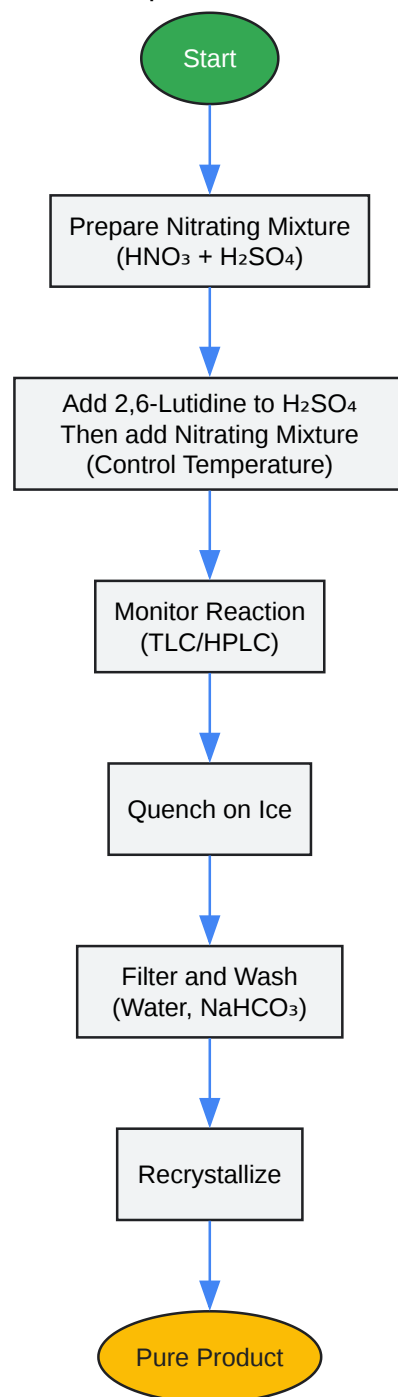 Start
Prepare Nitrating Mixture
(HNO₃ + H₂SO₄)
Add 2,6-Lutidine to H₂SO₄
Then add Nitrating Mixture
(Control Temperature)
Monitor Reaction
(TLC/HPLC)
Quench on Ice
Filter and Wash
(Water, NaHCO₃)
Recrystallize
Pure Product